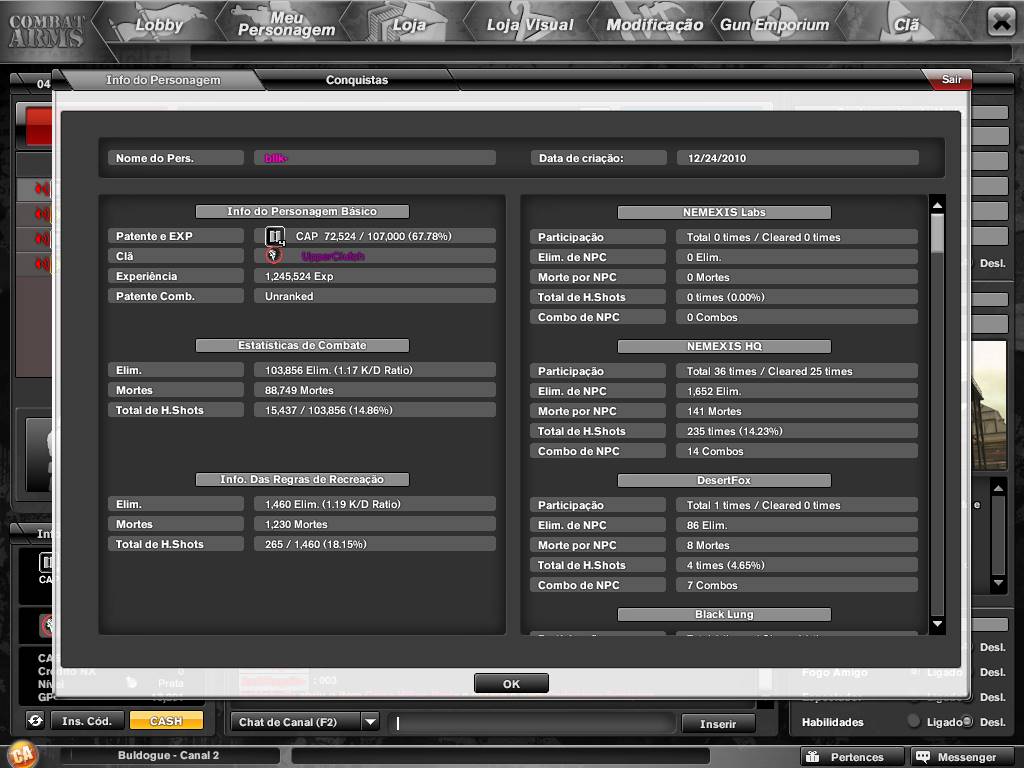 COMBAT ARMS
Lobby
Meu Personagem
Loja
Loja Visual
Modificação
Gun Emporium
Clã
04
Info do Personagem
Conquistas
Sair
Nome do Pers.
blik-
Data de criação:
12/24/2010
Info do Personagem Básico
Patente e EXP
CAP 72,524 / 107,000 (67.78%)
Clã
UpperClutch
Experiência
1,245,524 Exp
Patente Comb.
Unranked
Estatísticas de Combate
Elim.
103,856 Elim. (1.17 K/D Ratio)
Mortes
88,749 Mortes
Total de H.Shots
15,437 / 103,856 (14.86%)
Info. Das Regras de Recreação
Elim.
1,460 Elim. (1.19 K/D Ratio)
Mortes
1,230 Mortes
Total de H.Shots
265 / 1,460 (18.15%)
NEMEXIS Labs
Participação
Total 0 times / Cleared 0 times
Elim. de NPC
0 Elim.
Morte por NPC
0 Mortes
Total de H.Shots
0 times (0.00%)
Combo de NPC
0 Combos
NEMEXIS HQ
Participação
Total 36 times / Cleared 25 times
Elim. de NPC
1,652 Elim.
Morte por NPC
141 Mortes
Total de H.Shots
235 times (14.23%)
Combo de NPC
14 Combos
DesertFox
Participação
Total 1 times / Cleared 0 times
Elim. de NPC
86 Elim.
Morte por NPC
8 Mortes
Total de H.Shots
4 times (4.65%)
Combo de NPC
7 Combos
Black Lung
OK
Desl.
Desl.
Fogo Amigo
Ligado
Desl.
Espectador
Ligado
Desl.
Habilidades
Ligado
Desl.
Ins. Cód.
CASH
Chat de Canal (F2)
Inserir
CA
Buldogue - Canal 2
Pertences
Messenger